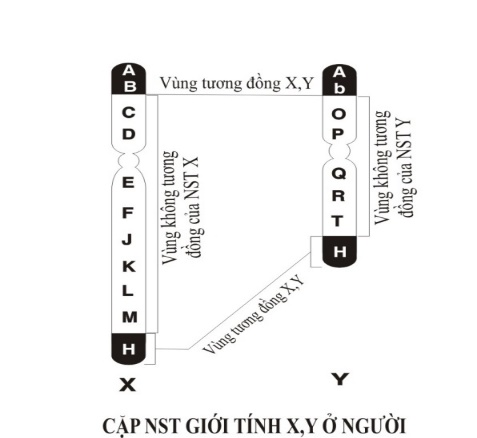 A
B
C
D
E
F
J
K
L
M
H
X
Vùng tương đồng X,Y
Vùng không tương
đồng của NST X
A
b
O
P
Q
R
T
H
Y
Vùng không tương
đồng của NST Y
Vùng tương đồng X,Y
CẶP NST GIỚI TÍNH X,Y Ở NGƯỜI